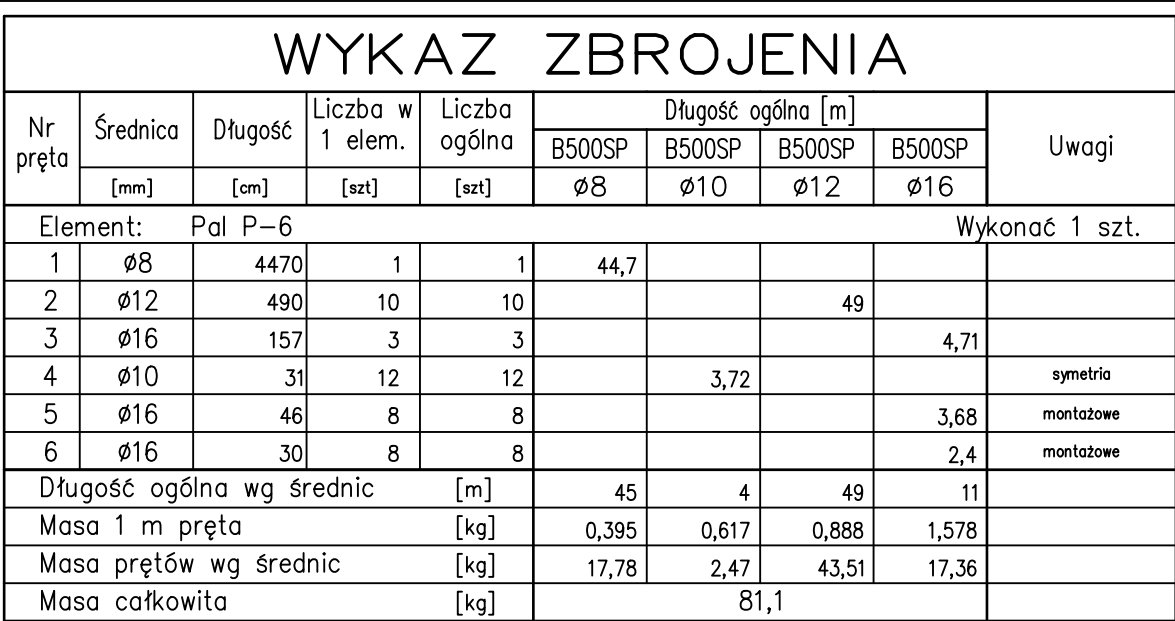 WYKAZ ZBROJENIA
Nr pręta Średnica Długość Liczba w 1 elem. Liczba ogólna Długość ogólna [m] Uwagi
B500SP B500SP B500SP B500SP
[mm] [cm] [szt] [szt] ø8 ø10 ø12 ø16
Element: Pal P-6 Wykonać 1 szt.
1 ø8 4470 1 1 44,7
2 ø12 490 10 10 49
3 ø16 157 3 3 4,71
4 ø10 31 12 12 3,72 symetria
5 ø16 46 8 8 3,68 montażowe
6 ø16 30 8 8 2,4 montażowe
Długość ogólna wg średnic [m] 45 4 49 11
Masa 1 m pręta [kg] 0,395 0,617 0,888 1,578
Masa prętów wg średnic [kg] 17,78 2,47 43,51 17,36
Masa całkowita [kg] 81,1